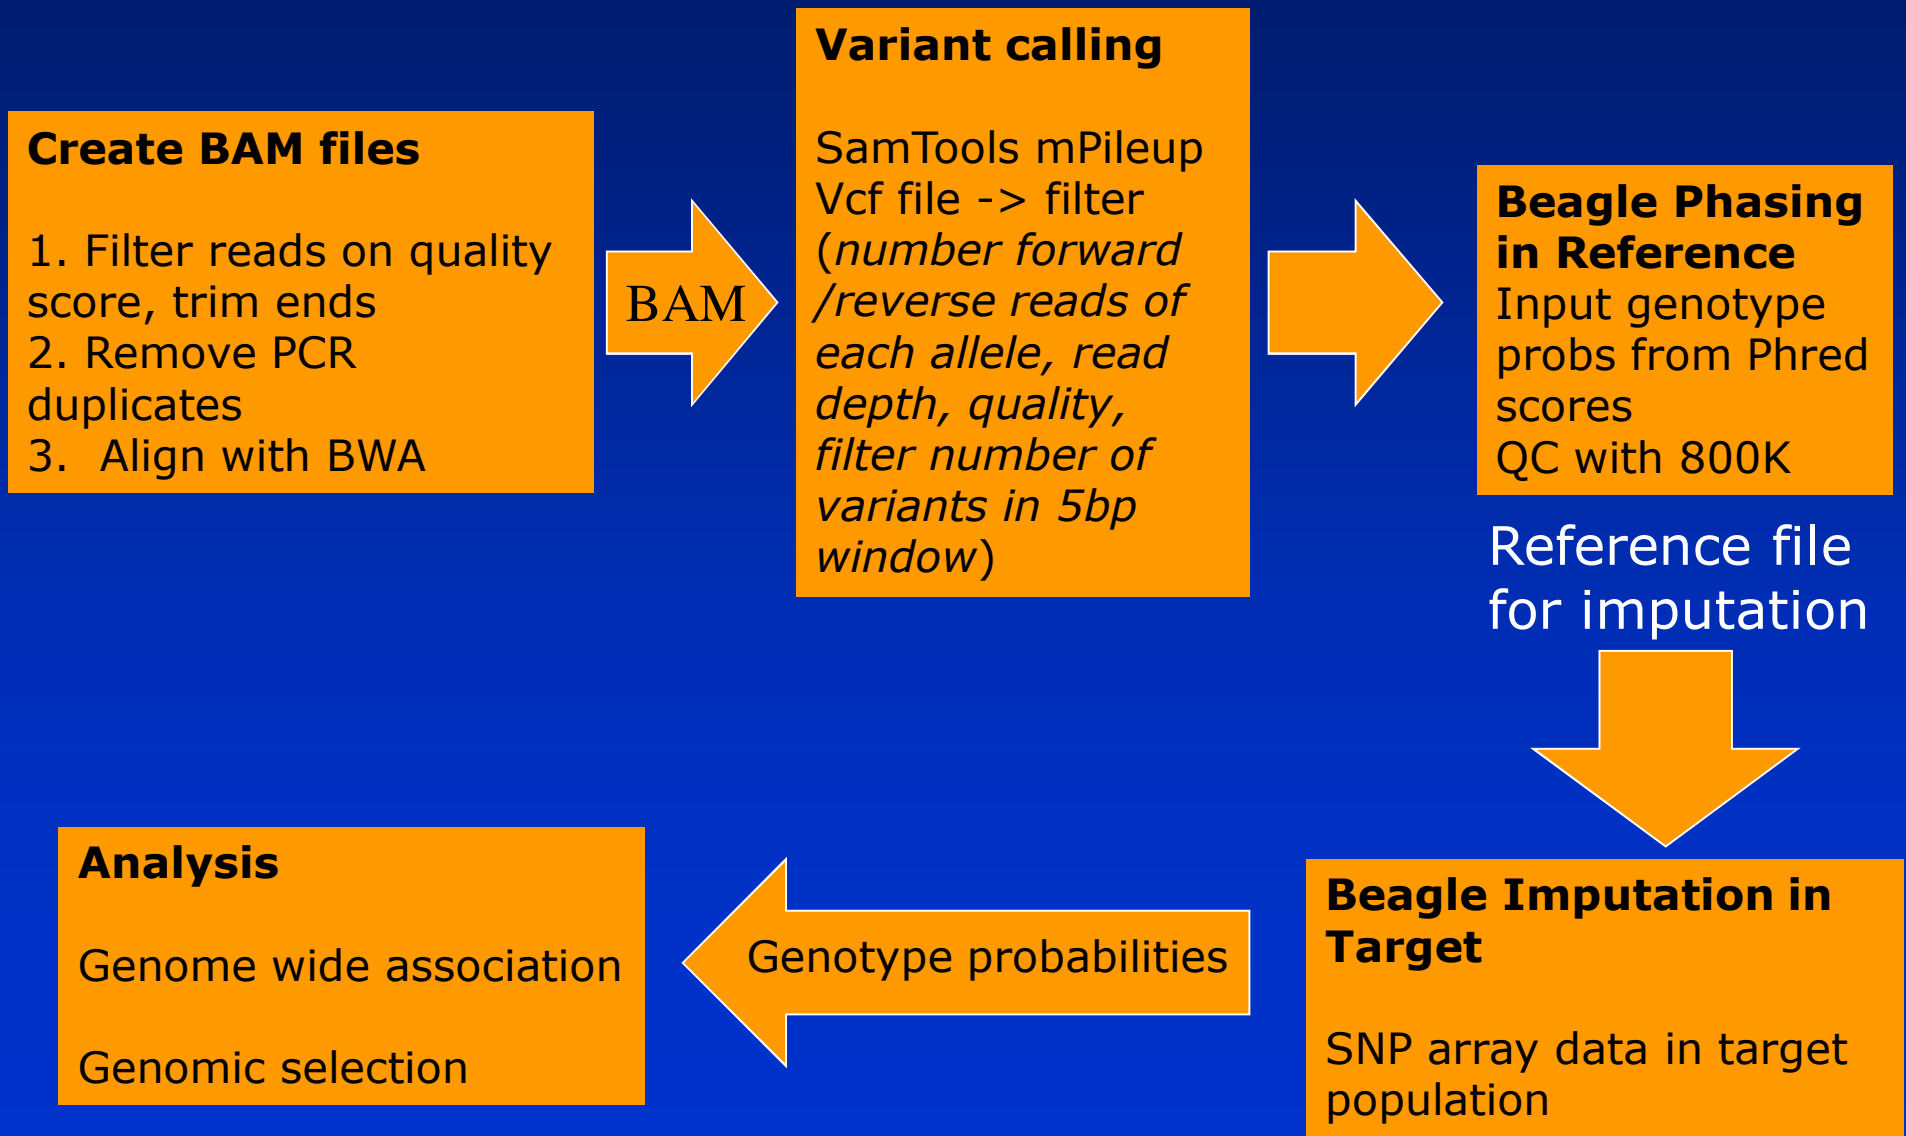 Create BAM files
1. Filter reads on quality
score, trim ends
2. Remove PCR
duplicates
3. Align with BWA
BAM
Variant calling
SamTools mPileup
Vcf file -> filter
(number forward
/reverse reads of
each allele, read
depth, quality,
filter number of
variants in 5bp
window)
Beagle Phasing
in Reference
Input genotype
probs from Phred
scores
QC with 800K
Reference file
for imputation
Beagle Imputation in
Target
SNP array data in target
population
Genotype probabilities
Analysis
Genome wide association
Genomic selection